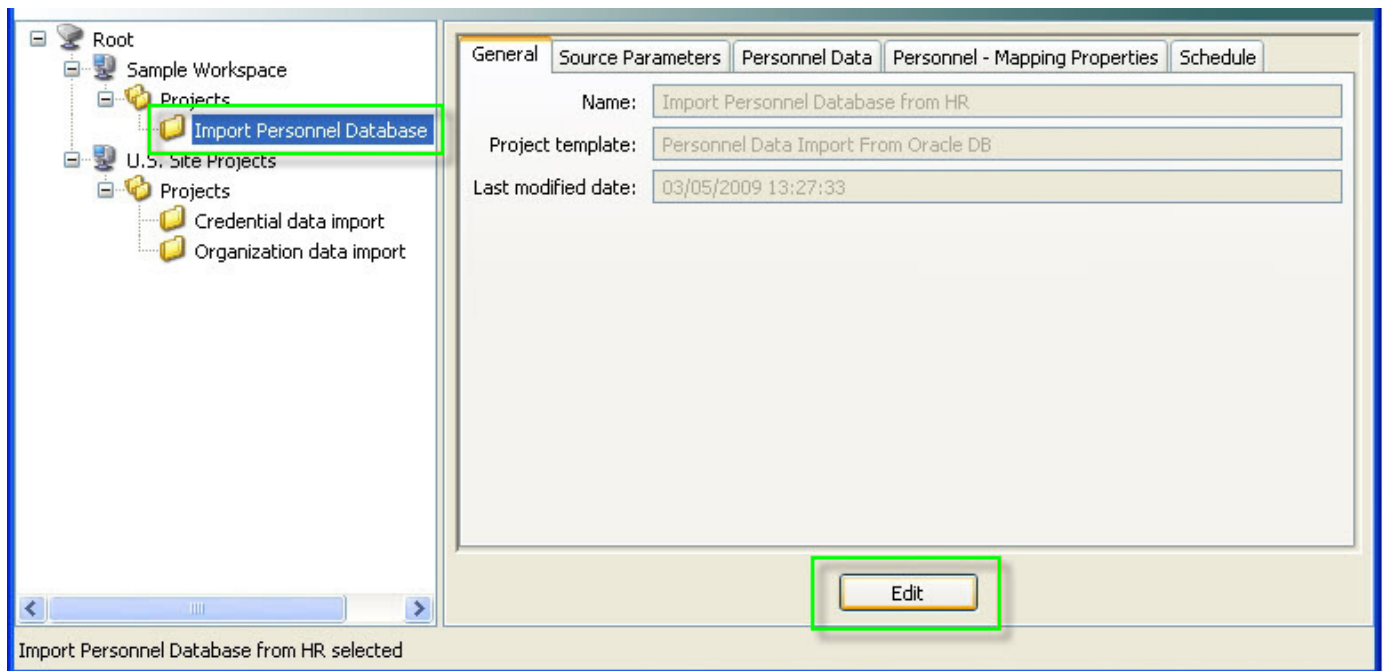 Root
Sample Workspace
Projects
Import Personnel Database
U.S. Site Projects
Projects
Credential data import
Organization data import
General
Source Parameters
Personnel Data
Personnel - Mapping Properties
Schedule
Name: Import Personnel Database from HR
Project template: Personnel Data Import From Oracle DB
Last modified date: 03/05/2009 13:27:33
Edit
Import Personnel Database from HR selected